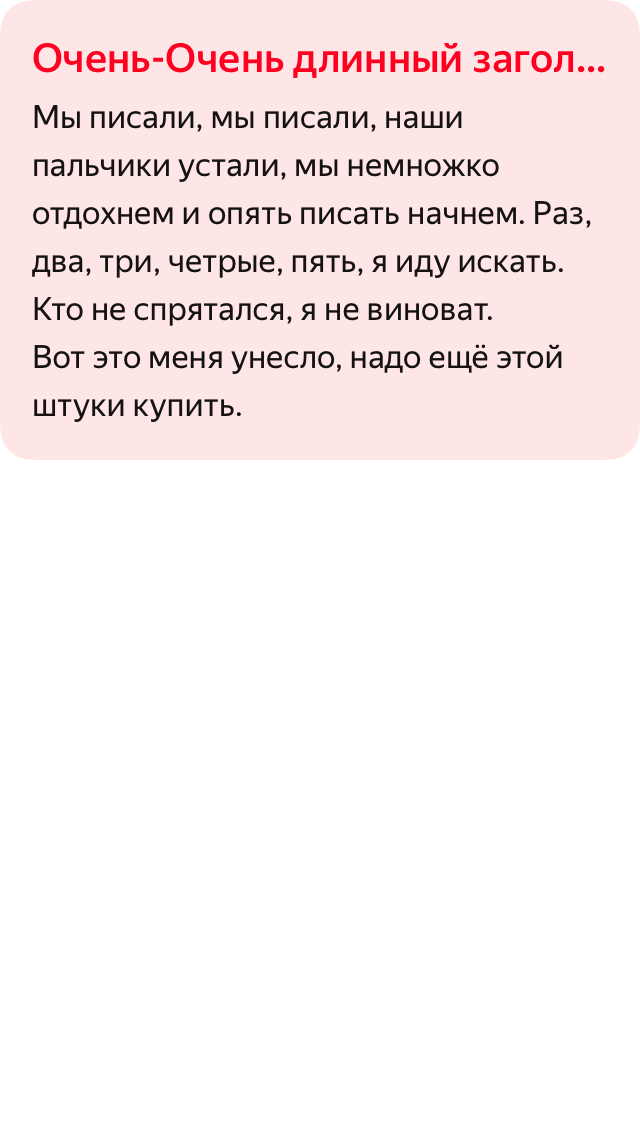 Очень-Очень длинный загол...
Мы писали, мы писали, наши
пальчики устали, мы немножко
отдохнем и опять писать начнем. Раз,
два, три, четрые, пять, я иду искать.
Кто не спрятался, я не виноват.
Вот это меня унесло, надо ещё этой
штуки купить.